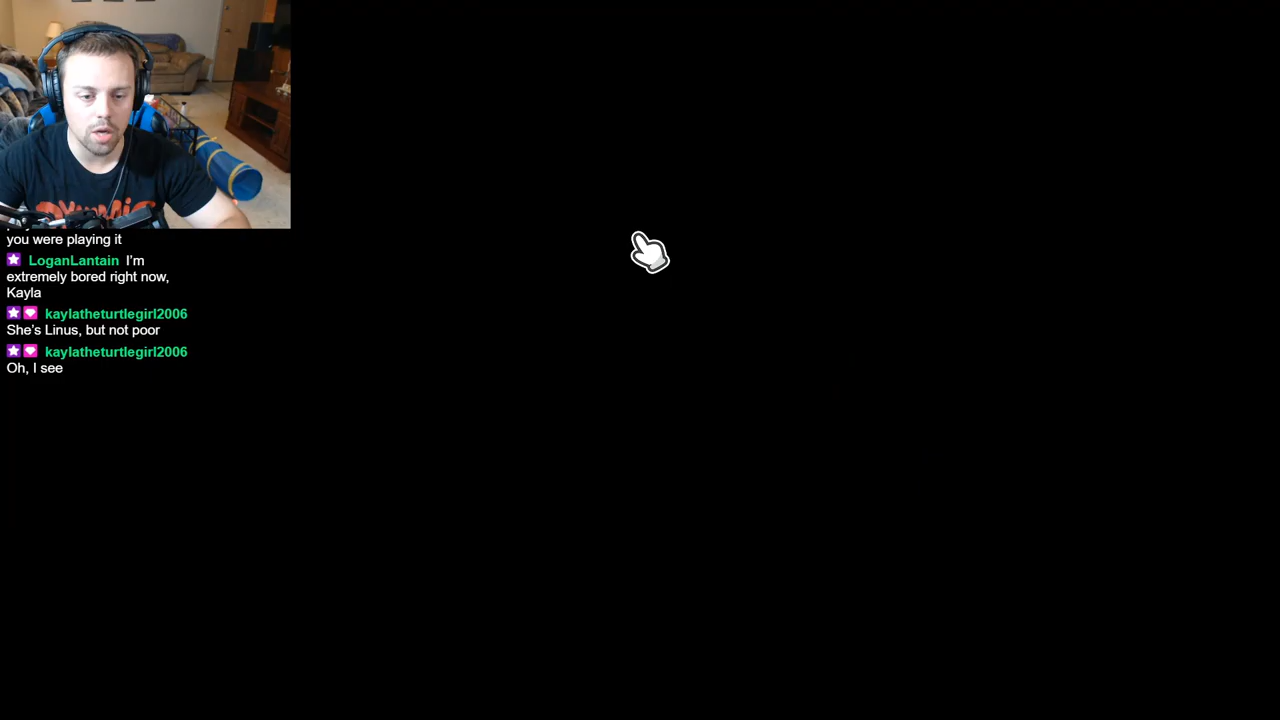 you were playing it
LoganLantain I'm
extremely bored right now,
Kayla
kaylatheturtlegirl2006
She's Linus, but not poor
kaylatheturtlegirl2006
Oh, I see